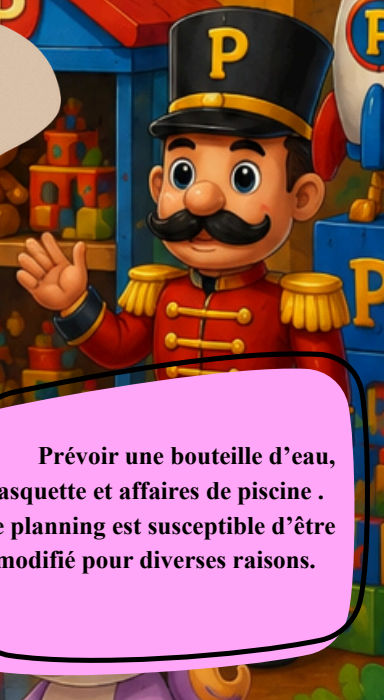 P
P
Prévoir une bouteille d’eau,
asquette et affaires de piscine .
e planning est susceptible d’être
modifié pour diverses raisons.